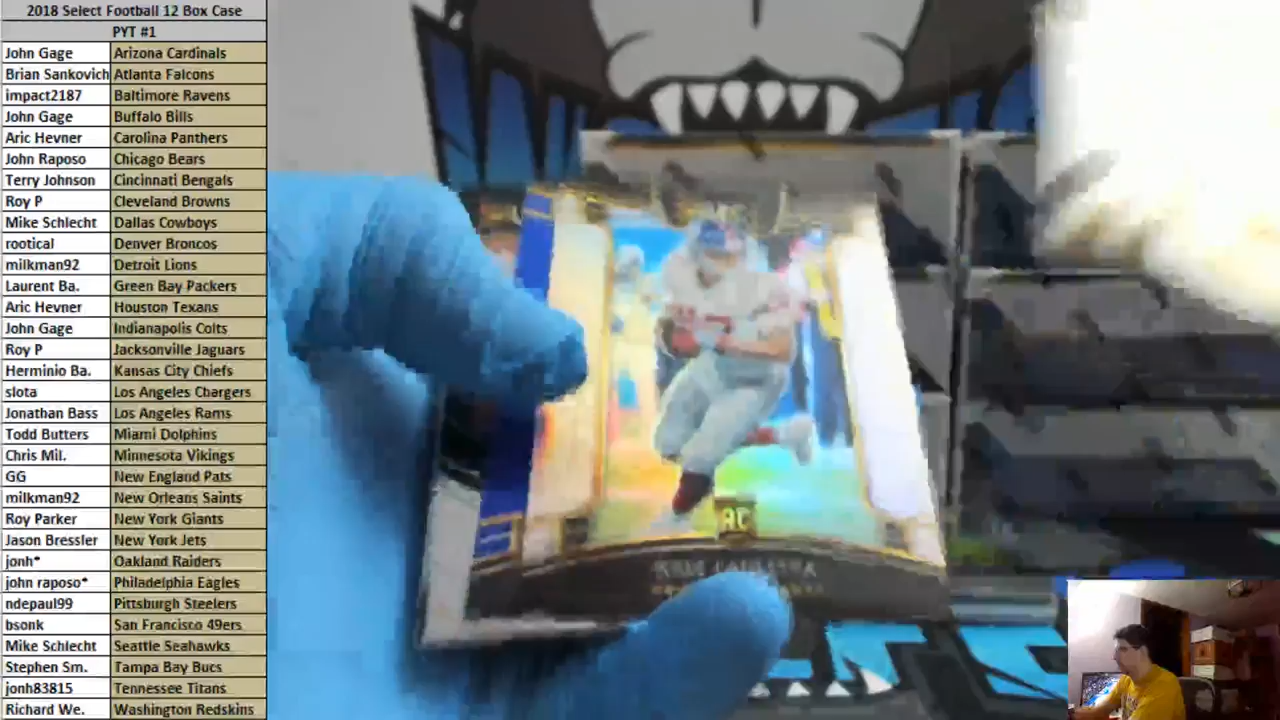 2018 Select Football 12 Box Case
PYT #1
John Gage Arizona Cardinals
Brian Sankovich Atlanta Falcons
impact2187 Baltimore Ravens
John Gage Buffalo Bills
Aric Hevner Carolina Panthers
John Raposo Chicago Bears
Terry Johnson Cincinnati Bengals
Roy P Cleveland Browns
Mike Schlecht Dallas Cowboys
rootical Denver Broncos
milkman92 Detroit Lions
Laurent Ba. Green Bay Packers
Aric Hevner Houston Texans
John Gage Indianapolis Colts
Roy P Jacksonville Jaguars
Herminio Ba. Kansas City Chiefs
slota Los Angeles Chargers
Jonathan Bass Los Angeles Rams
Todd Butters Miami Dolphins
Chris Mil. Minnesota Vikings
GG New England Pats
milkman92 New Orleans Saints
Roy Parker New York Giants
Jason Bressler New York Jets
jonh* Oakland Raiders
john raposo* Philadelphia Eagles
ndepaul99 Pittsburgh Steelers
bsonk San Francisco 49ers
Mike Schlecht Seattle Seahawks
Stephen Sm. Tampa Bay Bucs
jonh83815 Tennessee Titans
Richard We. Washington Redskins
RC